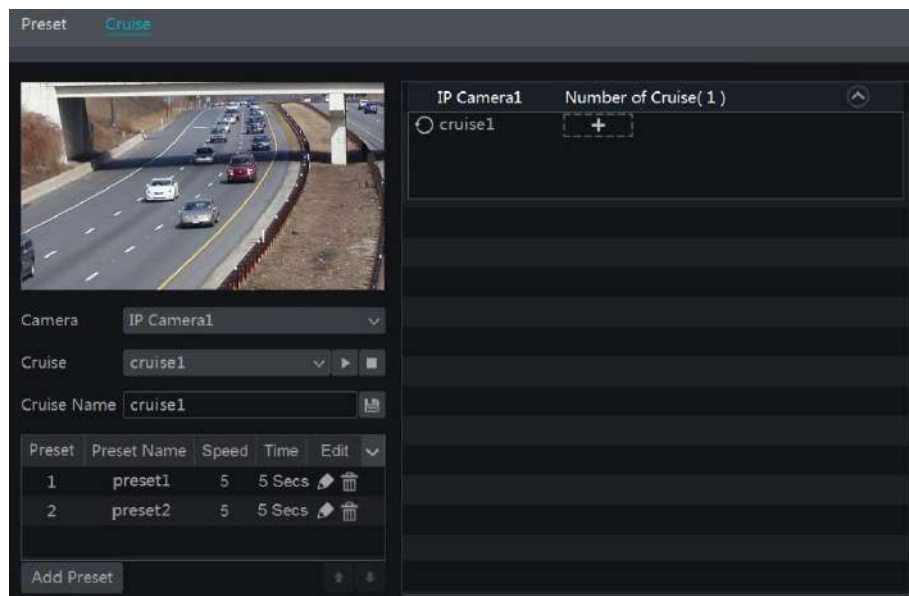 Preset Cruise
IP Camera1 Number of Cruise( 1 )
cruise1
Camera IP Camera1
Cruise cruise1
Cruise Name cruise1
Preset Preset Name Speed Time Edit
1 preset1 5 5 Secs
2 preset2 5 5 Secs
Add Preset